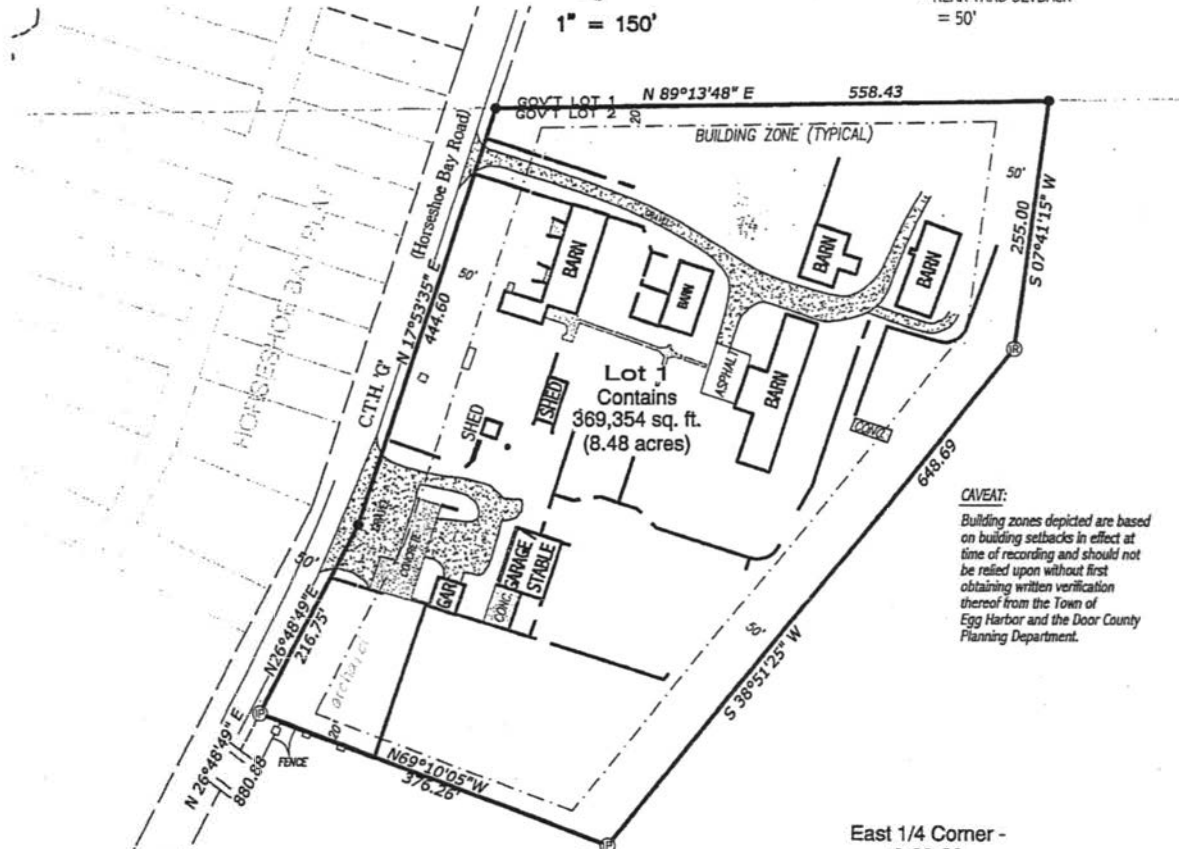 1" = 150'
REAR YARD SETBACK
= 50'
GOV'T LOT 1
GOV'T LOT 2
N 89°13'48" E
558.43
20'
BUILDING ZONE (TYPICAL)
50'
S 07°41'15" W
255.00
(Horseshoe Bay Road)
C.T.H. 'G'
N 17°53'35" E
444.60
50'
HORSESHOE BAY
BARN
BARN
BARN
BARN
BARN
ASPHALT
IR
Lot 1
Contains
369,354 sq. ft.
(8.48 acres)
SHED
SHED
CONC.
648.69
S 38°51'25" W
50'
CAVEAT:
Building zones depicted are based
on building setbacks in effect at
time of recording and should not
be relied upon without first
obtaining written verification
thereof from the Town of
Egg Harbor and the Door County
Planning Department.
CONCRETE
GAR
CONC.
GARAGE/
STABLE
50'
N26°48'49"E
216.75'
N 26°48'49" E
880.88
FENCE
20'
N69°10'05"W
376.26'
East 1/4 Corner -